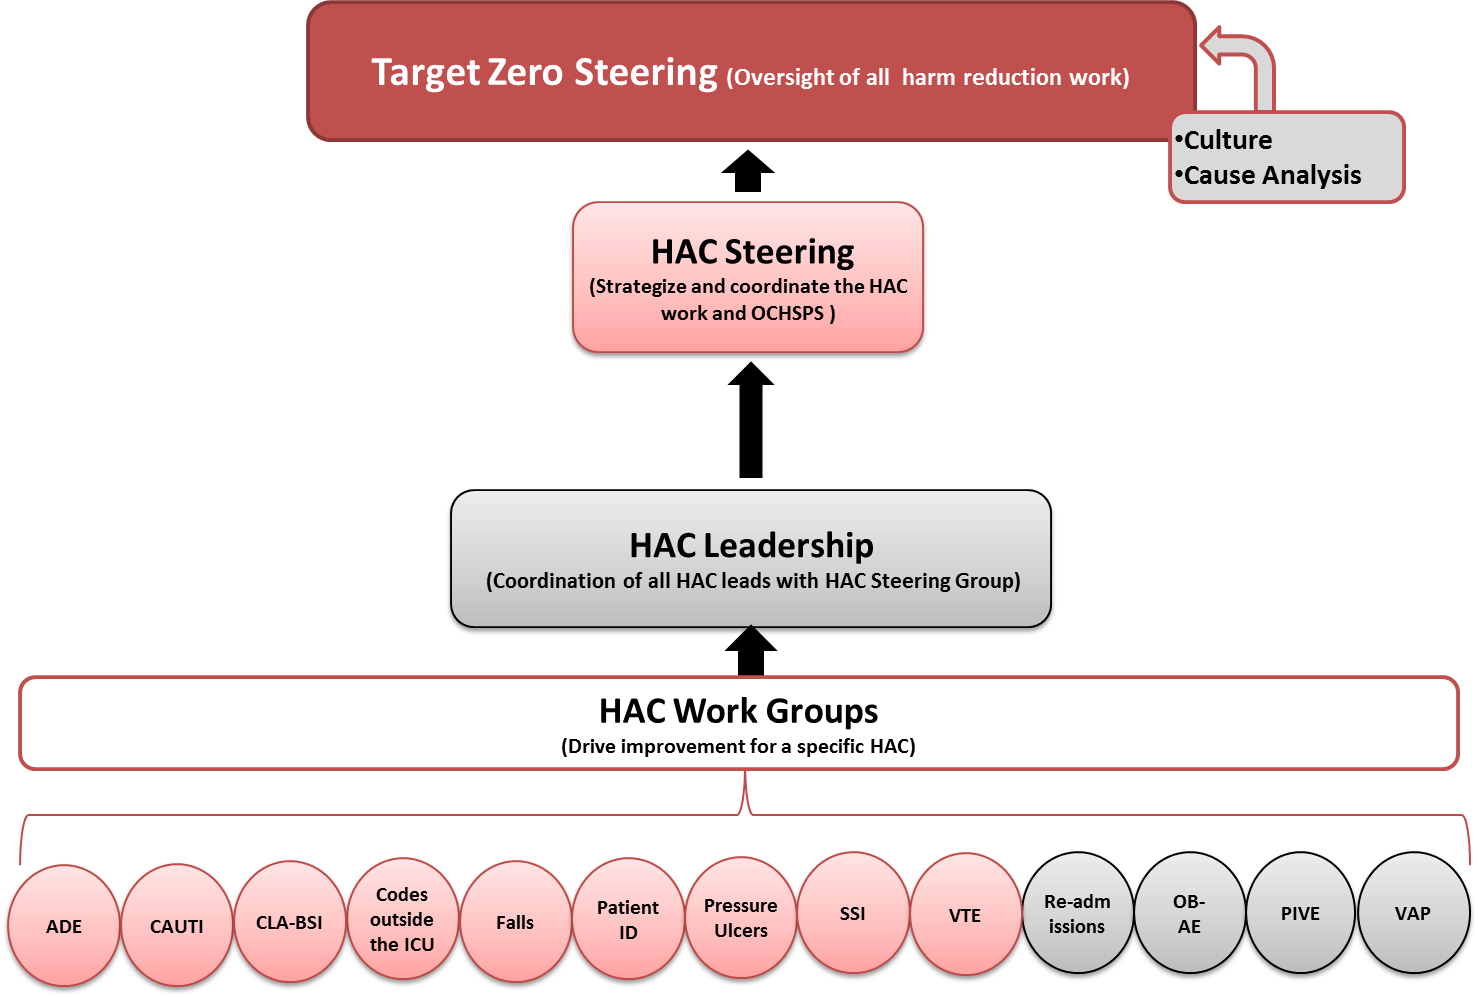 Target Zero Steering (Oversight of all harm reduction work)
•Culture
•Cause Analysis
HAC Steering
(Strategize and coordinate the HAC
work and OCHSPS )
HAC Leadership
(Coordination of all HAC leads with HAC Steering Group)
HAC Work Groups
(Drive improvement for a specific HAC)
ADE
CAUTI
CLA-BSI
Codes
outside
the ICU
Falls
Patient
ID
Pressure
Ulcers
SSI
VTE
Re-adm
issions
OB-
AE
PIVE
VAP